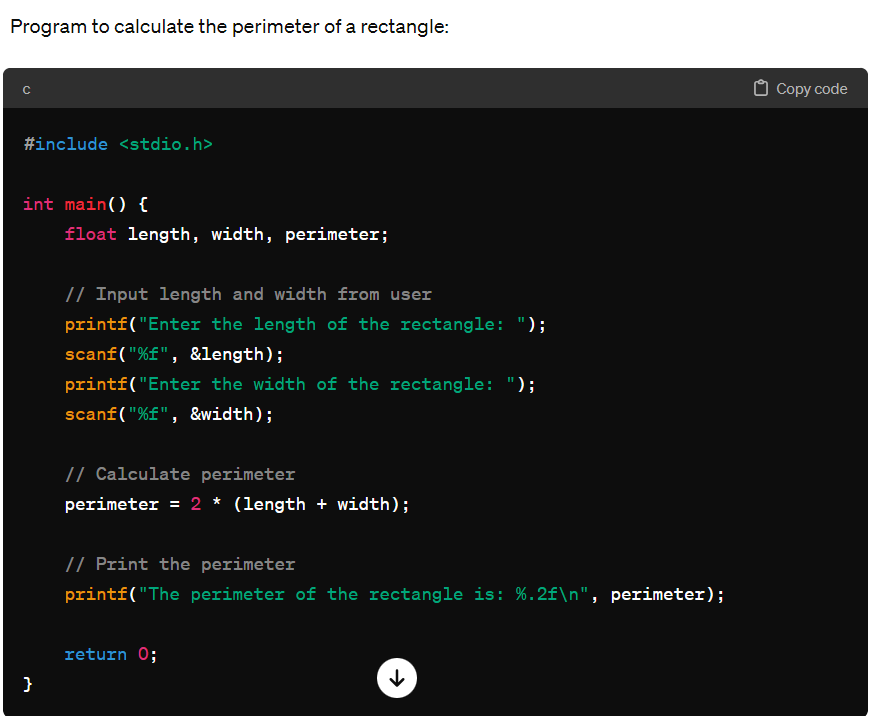 Program to calculate the perimeter of a rectangle:
c
Copy code
#include <stdio.h>
int main() {
    float length, width, perimeter;
    // Input length and width from user
    printf("Enter the length of the rectangle: ");
    scanf("%f", &length);
    printf("Enter the width of the rectangle: ");
    scanf("%f", &width);
    // Calculate perimeter
    perimeter = 2 * (length + width);
    // Print the perimeter
    printf("The perimeter of the rectangle is: %.2f\n", perimeter);
    return 0;
}